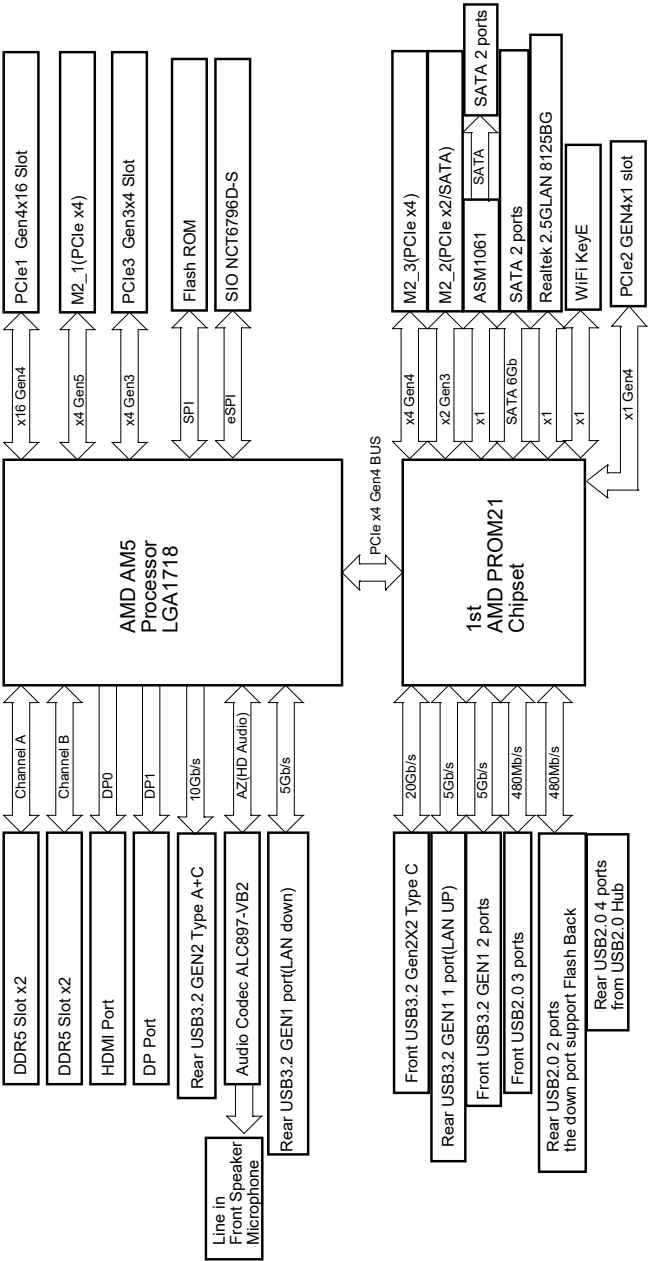 DDR5 Slot x2
Channel A
DDR5 Slot x2
Channel B
HDMI Port
DP0
DP Port
DP1
Rear USB3.2 GEN2 Type A+C
10Gb/s
Line in
Front Speaker
Microphone
Audio Codec ALC897-VB2
AZ(HD Audio)
Rear USB3.2 GEN1 port(LAN down)
5Gb/s
AMD AM5
Processor
LGA1718
x16 Gen4
PCIe1  Gen4x16 Slot
x4 Gen5
M2_1(PCIe x4)
x4 Gen3
PCIe3  Gen3x4 Slot
SPI
Flash ROM
eSPI
SIO NCT6796D-S
PCIe x4 Gen4 BUS
Front USB3.2 Gen2X2 Type C
20Gb/s
Rear USB3.2 GEN1 1 port(LAN UP)
5Gb/s
Front USB3.2 GEN1 2 ports
5Gb/s
Front USB2.0 3 ports
480Mb/s
Rear USB2.0 2 ports
the down port support Flash Back
480Mb/s
Rear USB2.0 4 ports
from USB2.0 Hub
1st
AMD PROM21
Chipset
x4 Gen4
M2_3(PCIe x4)
x2 Gen3
M2_2(PCIe x2/SATA)
x1
ASM1061
SATA
SATA 2 ports
SATA 6Gb
SATA 2 ports
x1
Realtek 2.5GLAN 8125BG
x1
WiFi KeyE
x1 Gen4
PCIe2 GEN4x1 slot